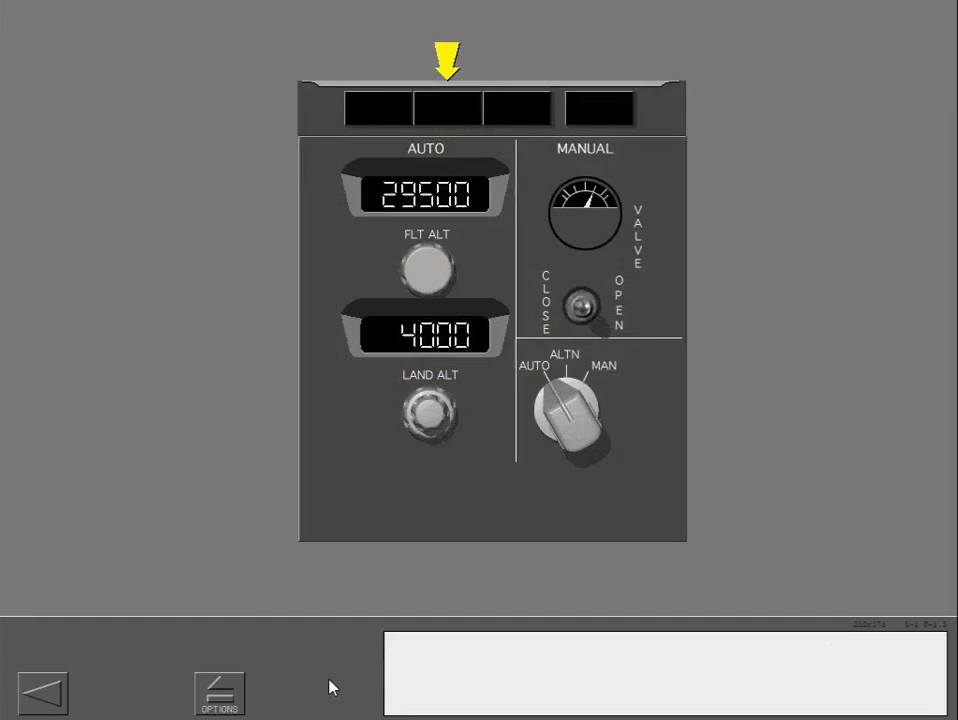 AUTO
MANUAL
29500
FLT ALT
VALVE
CLOSE
OPEN
4000
LAND ALT
AUTO
ALTN
MAN
OPTIONS